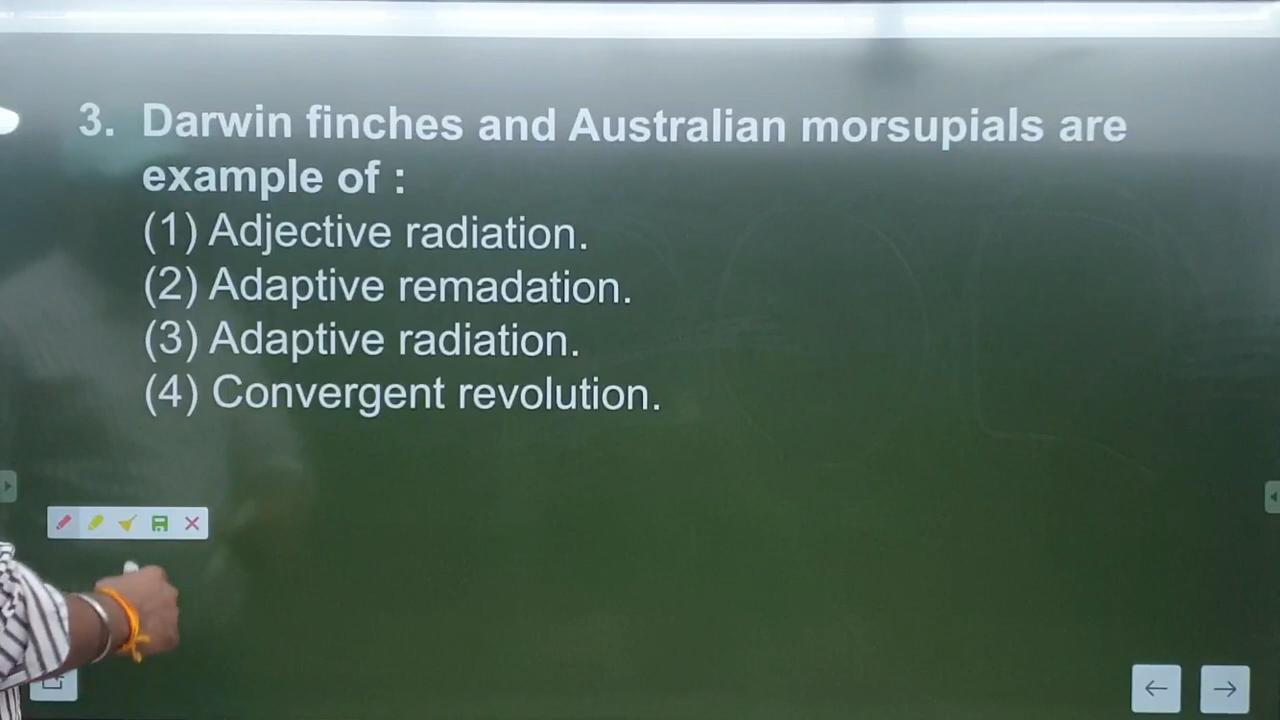 3. Darwin finches and Australian morsupials are
example of :
(1) Adjective radiation.
(2) Adaptive remadation.
(3) Adaptive radiation.
(4) Convergent revolution.